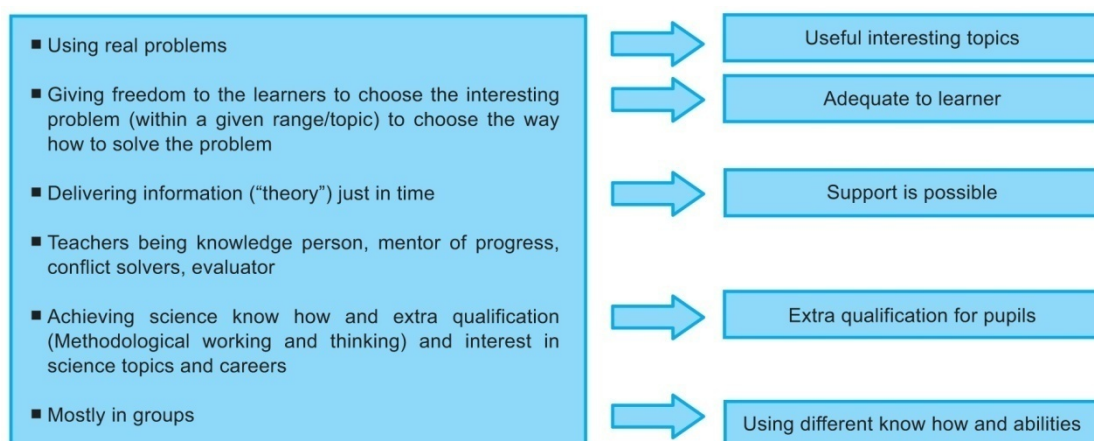 ■ Using real problems
■ Giving freedom to the learners to choose the interesting
problem (within a given range/topic) to choose the way
how to solve the problem
■ Delivering information (“theory”) just in time
■ Teachers being knowledge person, mentor of progress,
conflict solvers, evaluator
■ Achieving science know how and extra qualification
(Methodological working and thinking) and interest in
science topics and careers
■ Mostly in groups
Useful interesting topics
Adequate to learner
Support is possible
Extra qualification for pupils
Using different know how and abilities